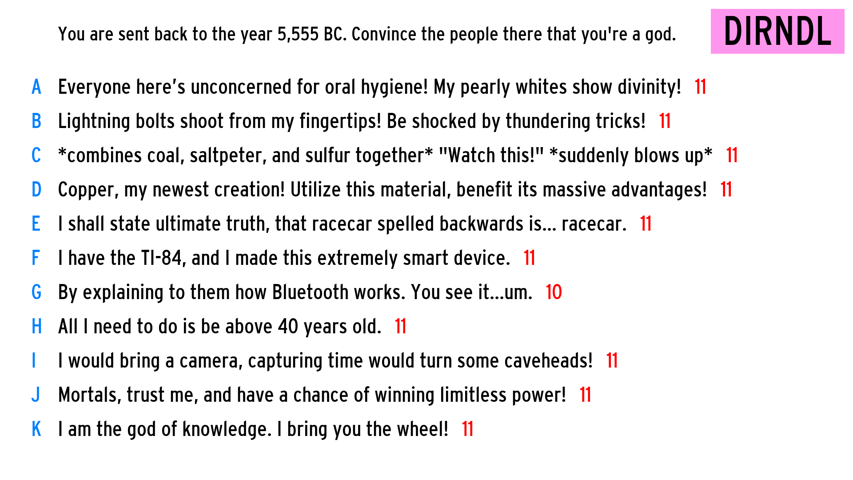 You are sent back to the year 5,555 BC. Convince the people there that you're a god.
DIRNDL
A Everyone here’s unconcerned for oral hygiene! My pearly whites show divinity! 11
B Lightning bolts shoot from my fingertips! Be shocked by thundering tricks! 11
C *combines coal, saltpeter, and sulfur together* "Watch this!" *suddenly blows up* 11
D Copper, my newest creation! Utilize this material, benefit its massive advantages! 11
E I shall state ultimate truth, that racecar spelled backwards is... racecar. 11
F I have the TI-84, and I made this extremely smart device. 11
G By explaining to them how Bluetooth works. You see it...um. 10
H All I need to do is be above 40 years old. 11
I I would bring a camera, capturing time would turn some caveheads! 11
J Mortals, trust me, and have a chance of winning limitless power! 11
K I am the god of knowledge. I bring you the wheel! 11